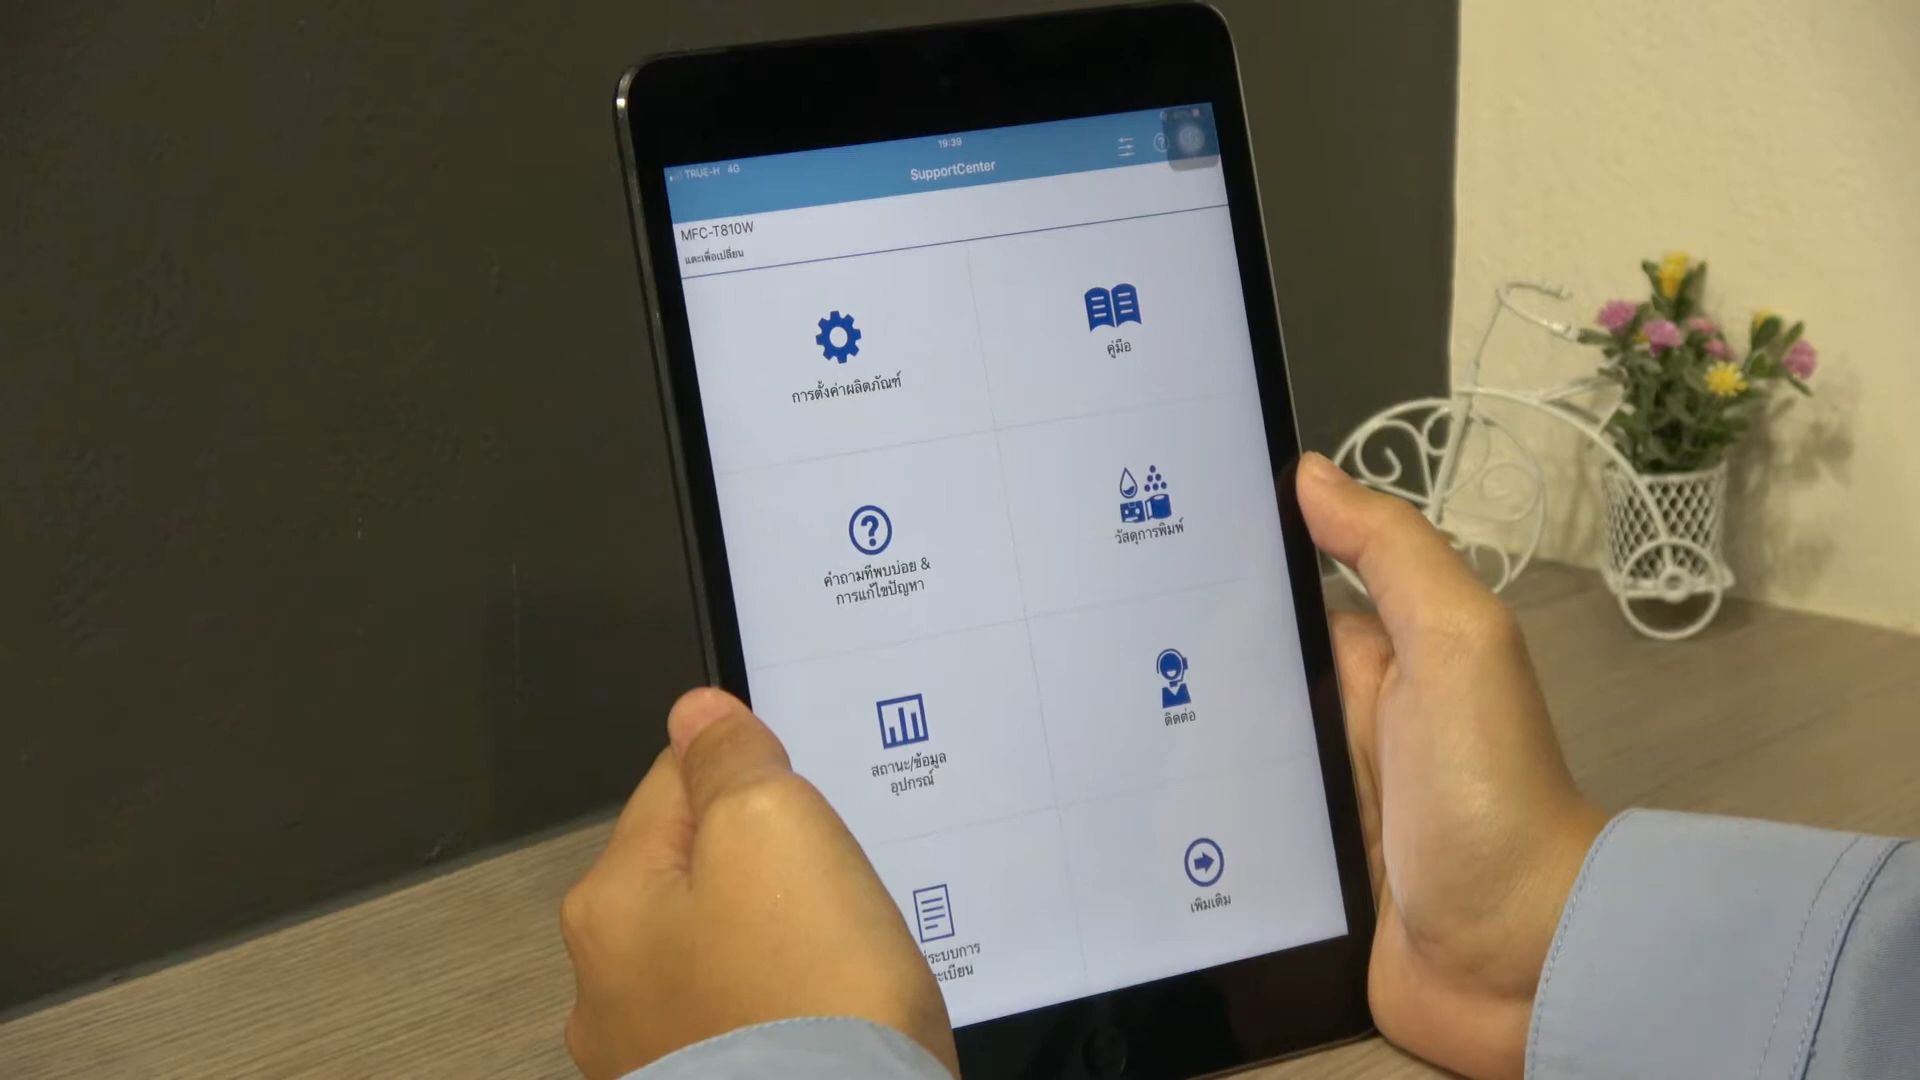 TRUE-H 4G
19:39
SupportCenter
MFC-T810W
แตะเพื่อเปลี่ยน
การตั้งค่าผลิตภัณฑ์
คู่มือ
คำถามที่พบบ่อย &
การแก้ไขปัญหา
วัสดุการพิมพ์
สถานะ/ข้อมูล
อุปกรณ์
ติดต่อ
ระบบการ
ะเบียน
เพิ่มเติม